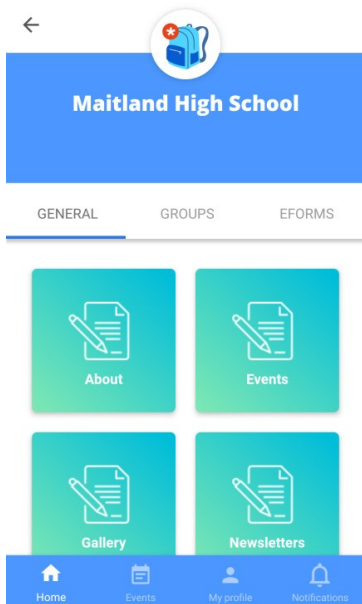 Maitland High School
GENERAL GROUPS EFORMS
About Events
Gallery Newsletters
Home Events My profile Notifications